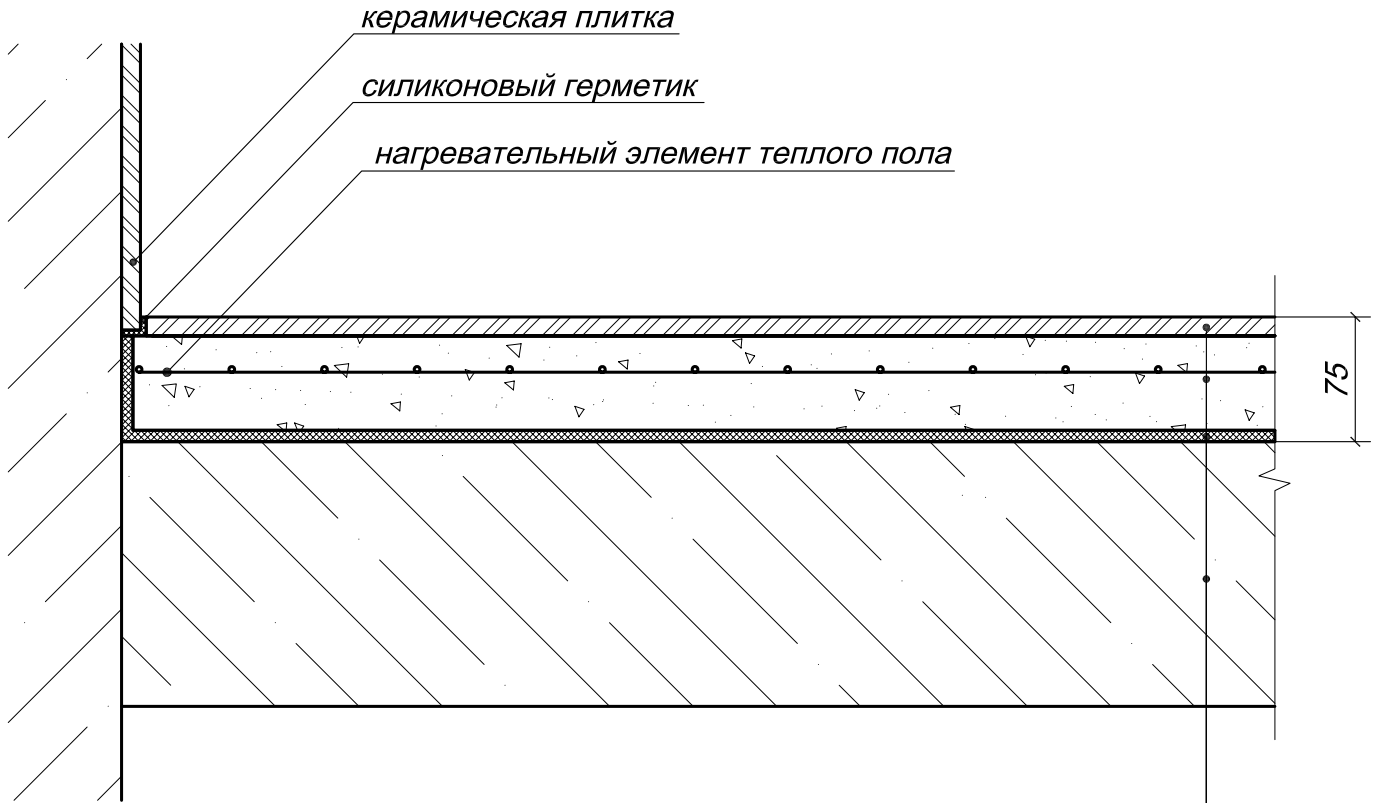 керамическая плитка
силиконовый герметик
нагревательный элемент теплого пола
75